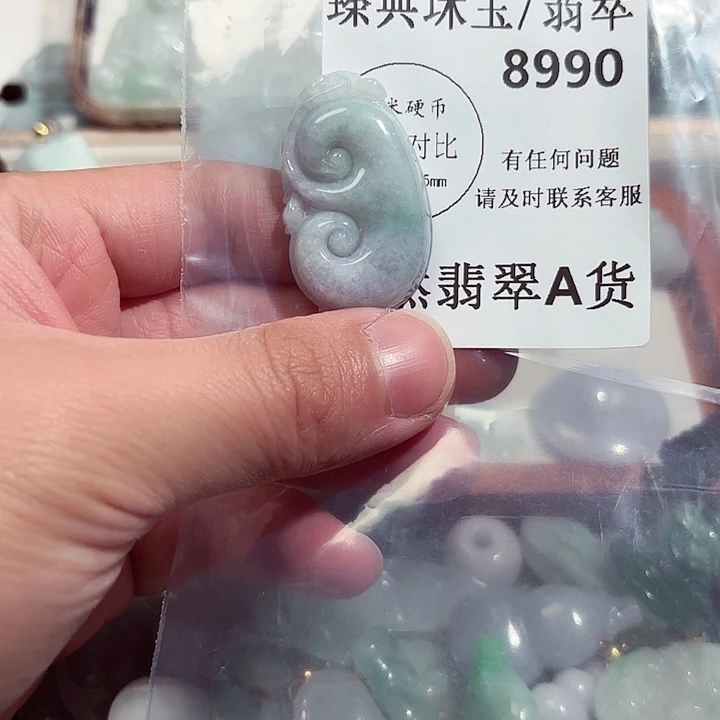 臻典珠玉/翡翠
8990
米硬币
对比
5mm
有任何问题
请及时联系客服
然翡翠A货